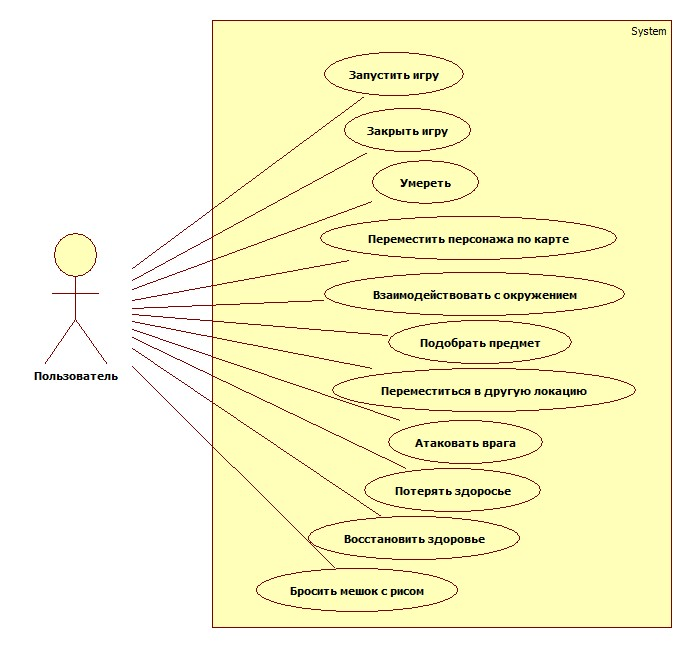 System
Запустить игру
Закрыть игру
Умереть
Переместить персонажа по карте
Взаимодействовать с окружением
Подобрать предмет
Пользователь
Переместиться в другую локацию
Атаковать врага
Потерять здоросье
Восстановить здоровье
Бросить мешок с рисом